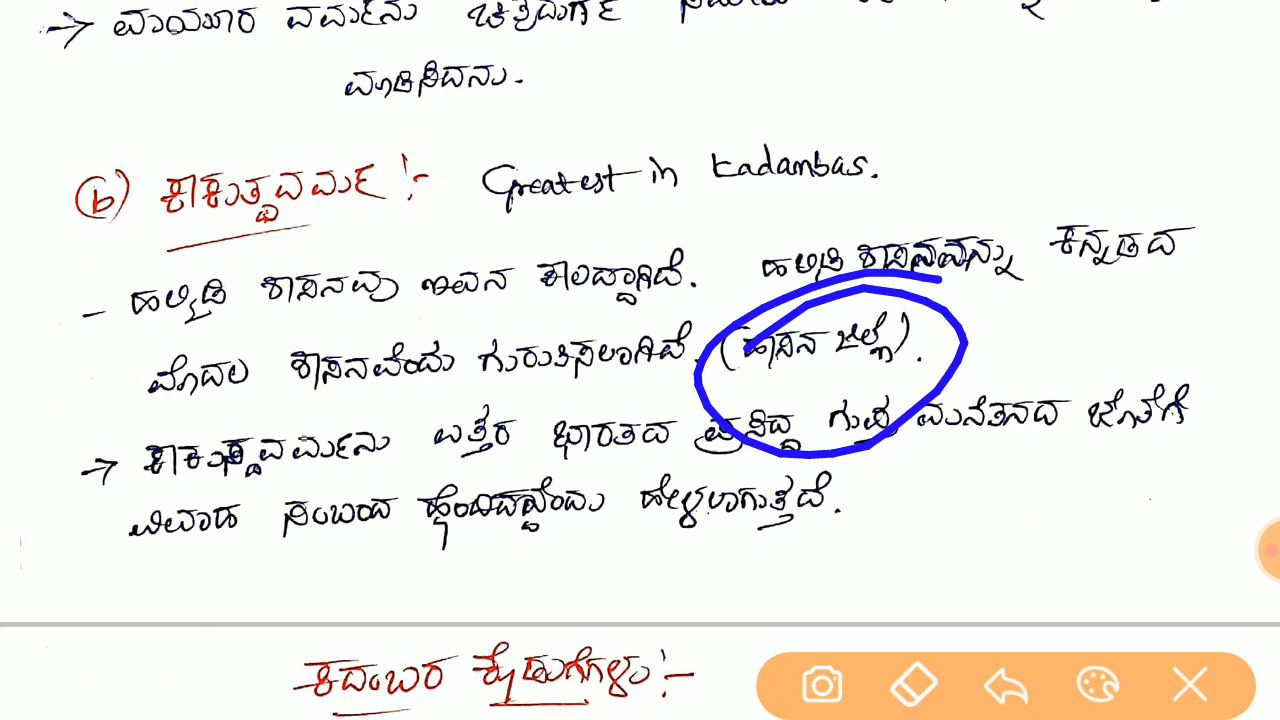 → ಮಾಯೂರ ವರ್ಮನು ಚಿತ್ರದುರ್ಗ
ಮಾಡಿಸಿದನು.
(b) ಕಾಕುತ್ಸ್ಥವರ್ಮ :- Greatest in Kadambas.
- ಹಲ್ಮಿಡಿ ಶಾಸನವು ಇವನ ಕಾಲದ್ದಾಗಿದೆ. ಹಲ್ಮಿಡಿ ಶಾಸನವನ್ನು ಕನ್ನಡದ
ಮೊದಲ ಶಾಸನವೆಂದು ಗುರುತಿಸಲಾಗಿದೆ. (ಹಾಸನ ಜಿಲ್ಲೆ).
→ ಕಾಕುತ್ಸ್ಥವರ್ಮನು ಉತ್ತರ ಭಾರತದ ಪ್ರಸಿದ್ಧ ಗುಪ್ತ ಮನೆತನದ ಜೊತೆಗೆ
ವಿವಾಹ ಸಂಬಂದ ಹೊಂದಿದ್ದನೆಂದು ಹೇಳಲಾಗುತ್ತದೆ.
ಕದಂಬರ ಕೈಡುಗೆಗಳು :-